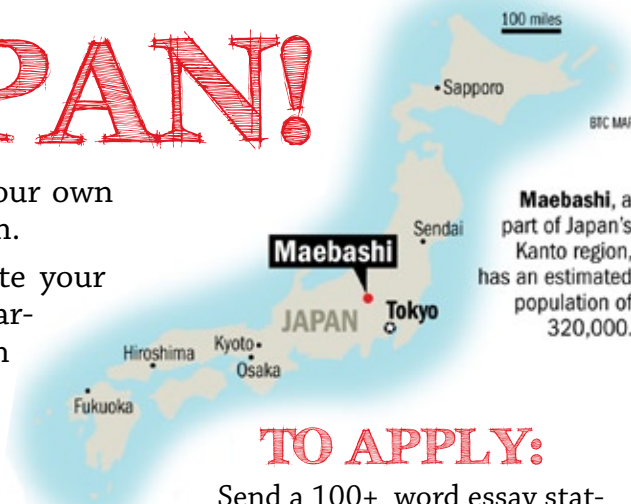 PAN!
100 miles
Sapporo
our own
n.
te your
ar-
n
Maebashi, a
part of Japan's
Kanto region,
has an estimated
population of
320,000.
Sendai
Maebashi
JAPAN
Tokyo
Kyoto
Hiroshima
Osaka
Fukuoka
TO APPLY:
Send a 100+ word essay stat-